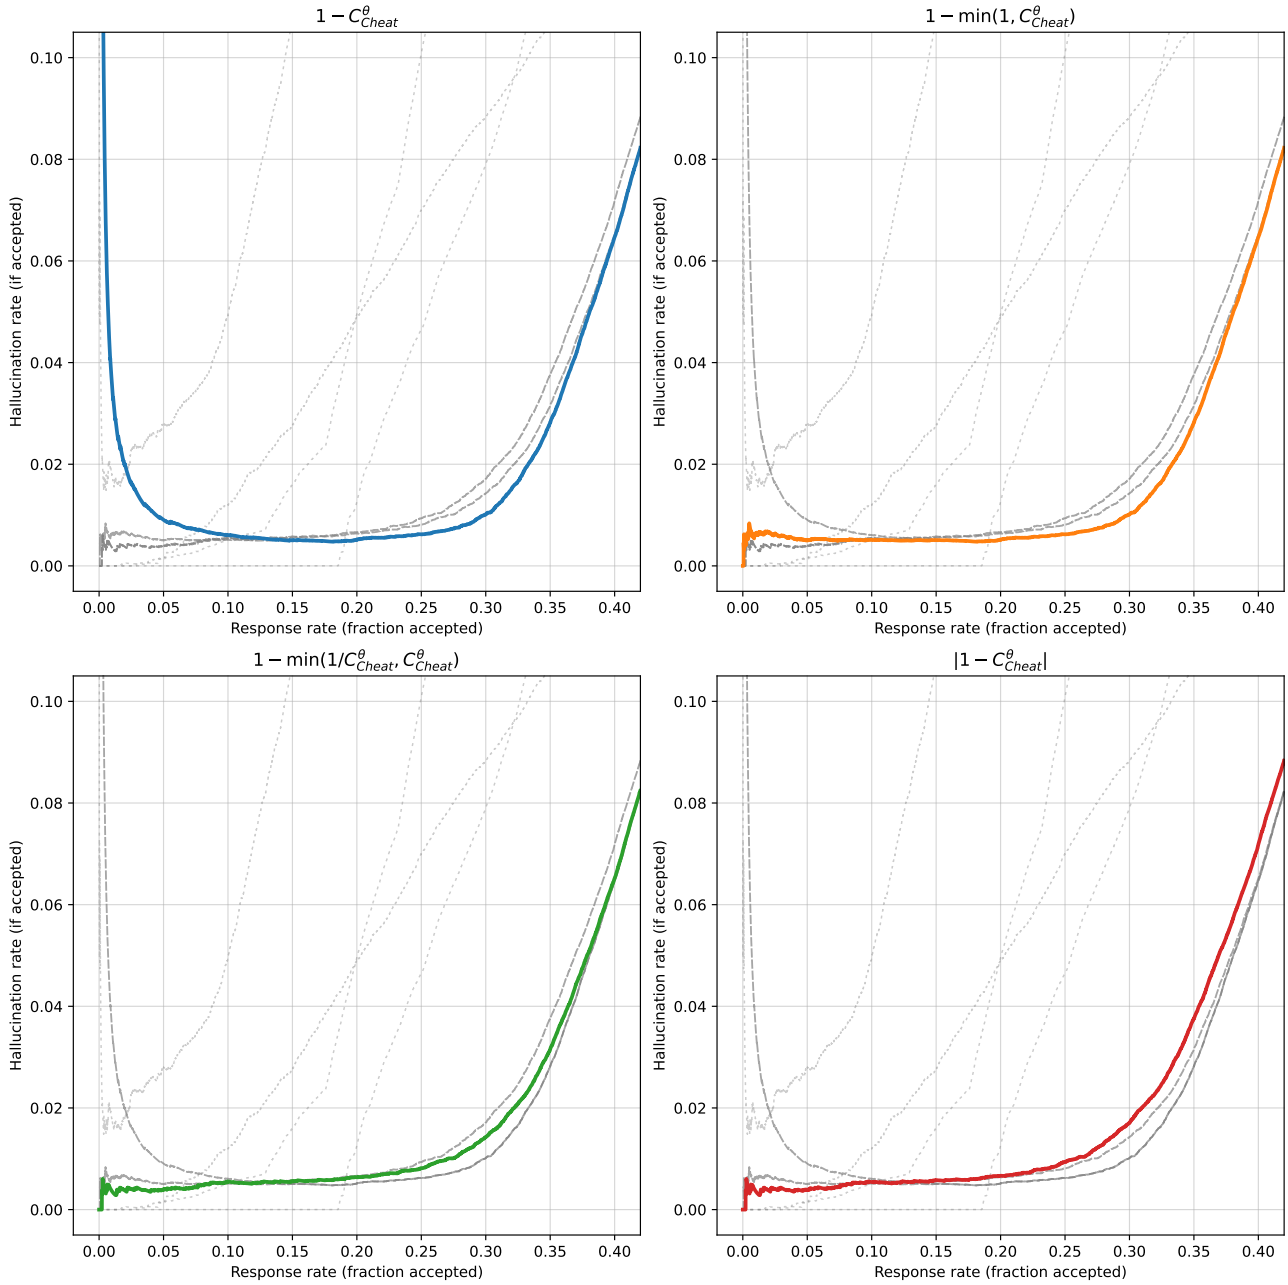 1 − C^θ_Cheat
Hallucination rate (if accepted)
0.10
0.08
0.06
0.04
0.02
0.00
0.00 0.05 0.10 0.15 0.20 0.25 0.30 0.35 0.40
Response rate (fraction accepted)
1 − min(1, C^θ_Cheat)
Hallucination rate (if accepted)
0.10
0.08
0.06
0.04
0.02
0.00
0.00 0.05 0.10 0.15 0.20 0.25 0.30 0.35 0.40
Response rate (fraction accepted)
1 − min(1/C^θ_Cheat, C^θ_Cheat)
Hallucination rate (if accepted)
0.10
0.08
0.06
0.04
0.02
0.00
0.00 0.05 0.10 0.15 0.20 0.25 0.30 0.35 0.40
Response rate (fraction accepted)
|1 − C^θ_Cheat|
Hallucination rate (if accepted)
0.10
0.08
0.06
0.04
0.02
0.00
0.00 0.05 0.10 0.15 0.20 0.25 0.30 0.35 0.40
Response rate (fraction accepted)